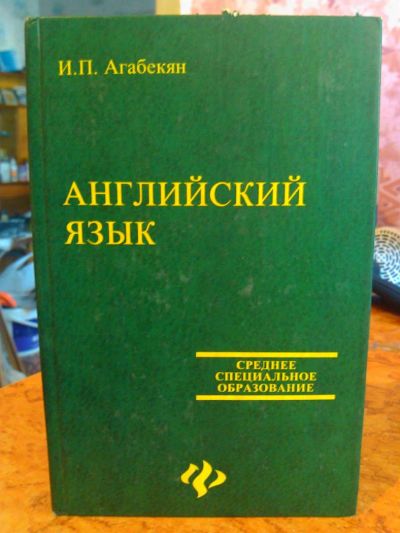 И.П. Агабекян
АНГЛИЙСКИЙ
ЯЗЫК
СРЕДНЕЕ
СПЕЦИАЛЬНОЕ
ОБРАЗОВАНИЕ